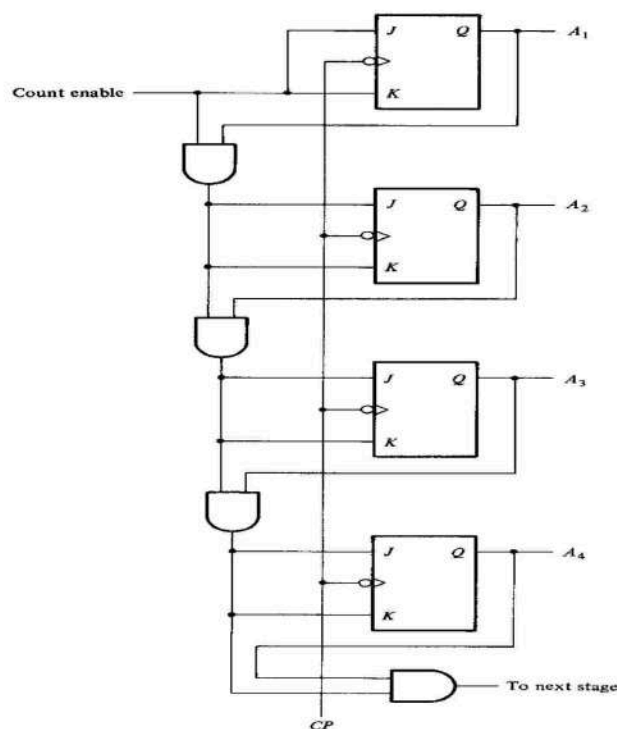 J Q A₁
Count enable
K
J Q A₂
K
J Q A₃
K
J Q A₄
K
To next stage
CP